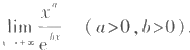 lim x^a / e^{bx} (a>0, b>0).
x→+∞